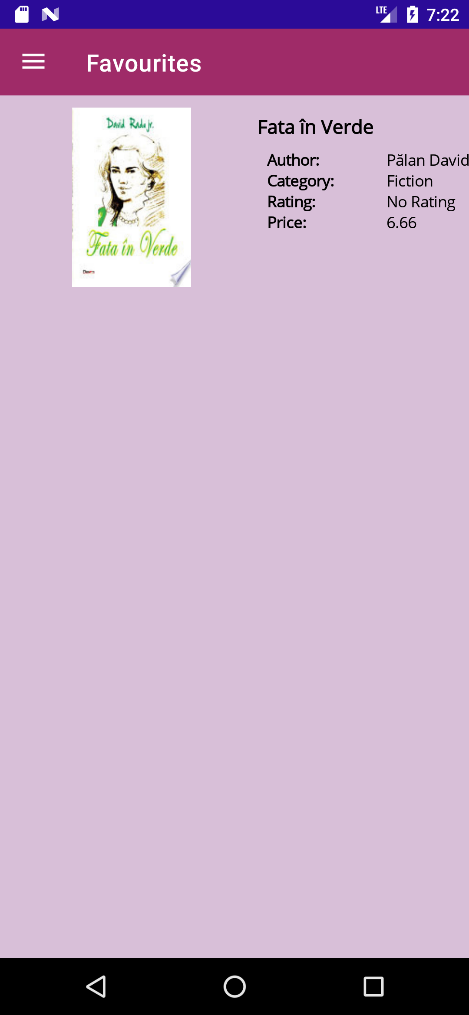 LTE 7:22
Favourites
David Radu jr.
Fata în Verde
Fata în Verde
Author: Pălan David
Category: Fiction
Rating: No Rating
Price: 6.66